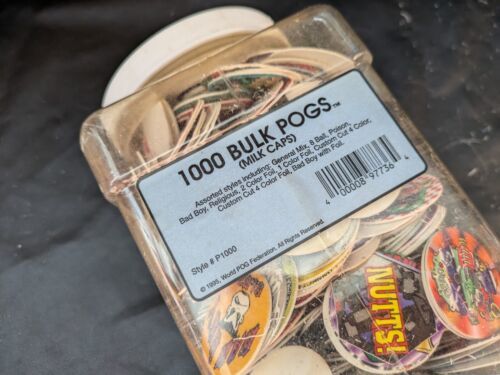 1000 BULK POGS™
(MILK CAPS)
Assorted styles including: General Mix, 8 Ball, Poison,
Bad Boy, Religious, 2 Color Foil, 1 Color Foil, Custom Cut 4 Color,
Custom Cut 4 Color Foil, Bad Boy with Foil.
4 00008 97736 4
Style # P1000
© 1995, World POG Federation. All Rights Reserved.
NUTTS!